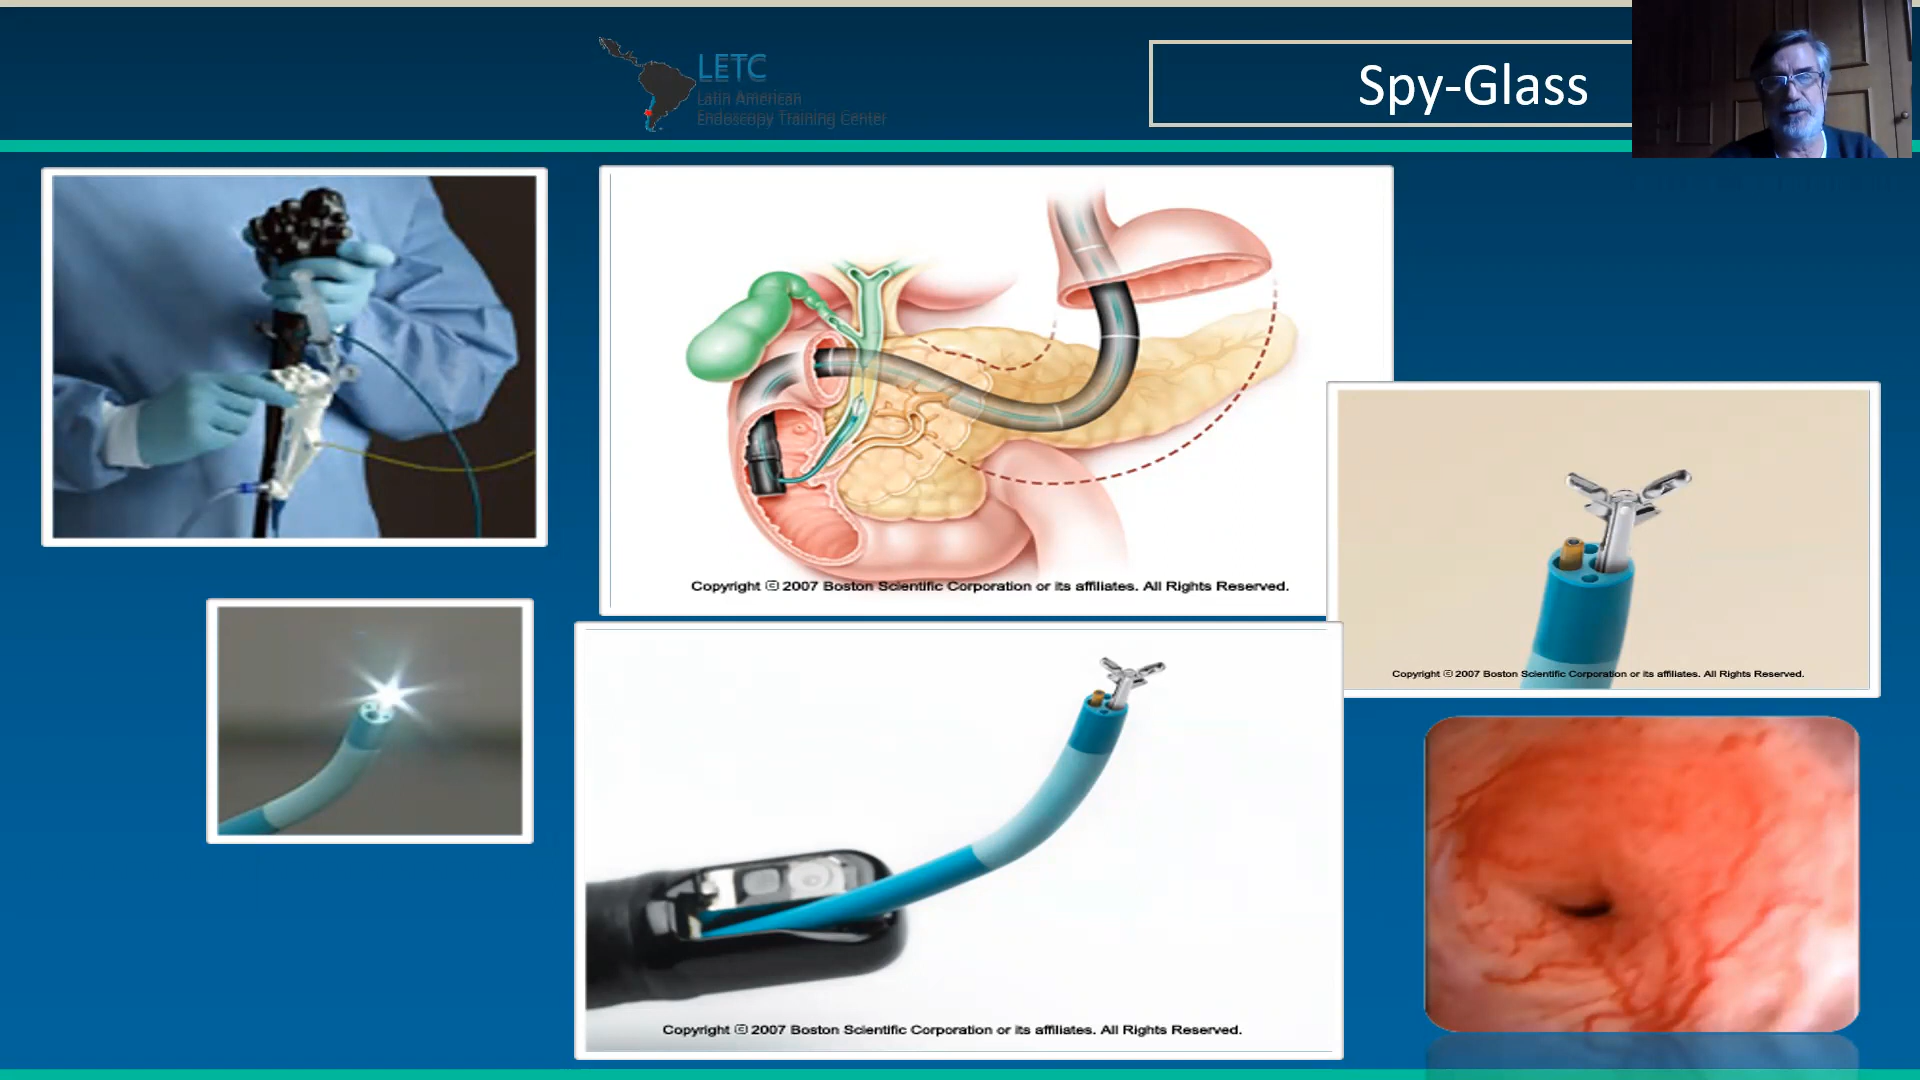 LETC
Latin American
Endoscopy Training Center
Spy-Glass
Copyright © 2007 Boston Scientific Corporation or its affiliates. All Rights Reserved.
Copyright © 2007 Boston Scientific Corporation or its affiliates. All Rights Reserved.
Copyright © 2007 Boston Scientific Corporation or its affiliates. All Rights Reserved.